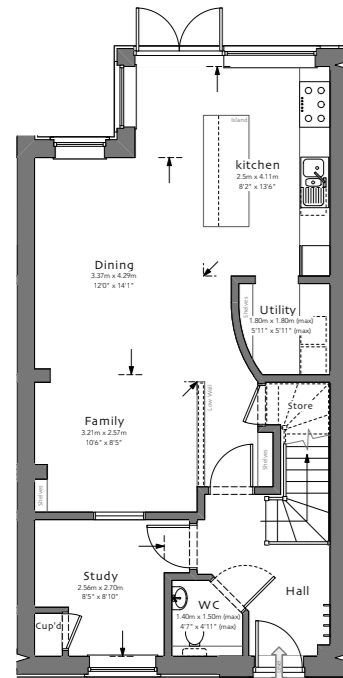 Island
kitchen
2.5m x 4.11m
8'2" x 13'6"
Dining
3.37m x 4.29m
12'0" x 14'1"
Shelves
Utility
1.80m x 1.80m (max)
5'11" x 5'11" (max)
Family
3.21m x 2.57m
10'6" x 8'5"
Low Wall
Store
Shelves
Shelves
Study
2.56m x 2.70m
8'5" x 8'10"
WC
1.40m x 1.50m (max)
4'7" x 4'11" (max)
Hall
Cup'd